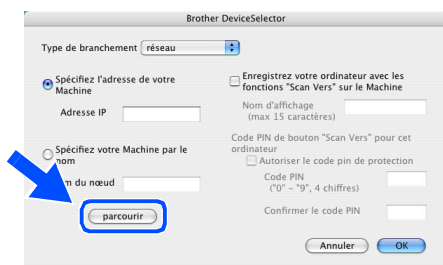 Brother DeviceSelector
Type de branchement réseau
Spécifiez l'adresse de votre
Machine
Adresse IP
Spécifiez votre Machine par le
nom
m du nœud
parcourir
Enregistrez votre ordinateur avec les
fonctions "Scan Vers" sur le Machine
Nom d'affichage
(max 15 caractères)
Code PIN de bouton "Scan Vers" pour cet
ordinateur
Autoriser le code pin de protection
Code PIN
("0" – "9", 4 chiffres)
Confirmer le code PIN
Annuler
OK